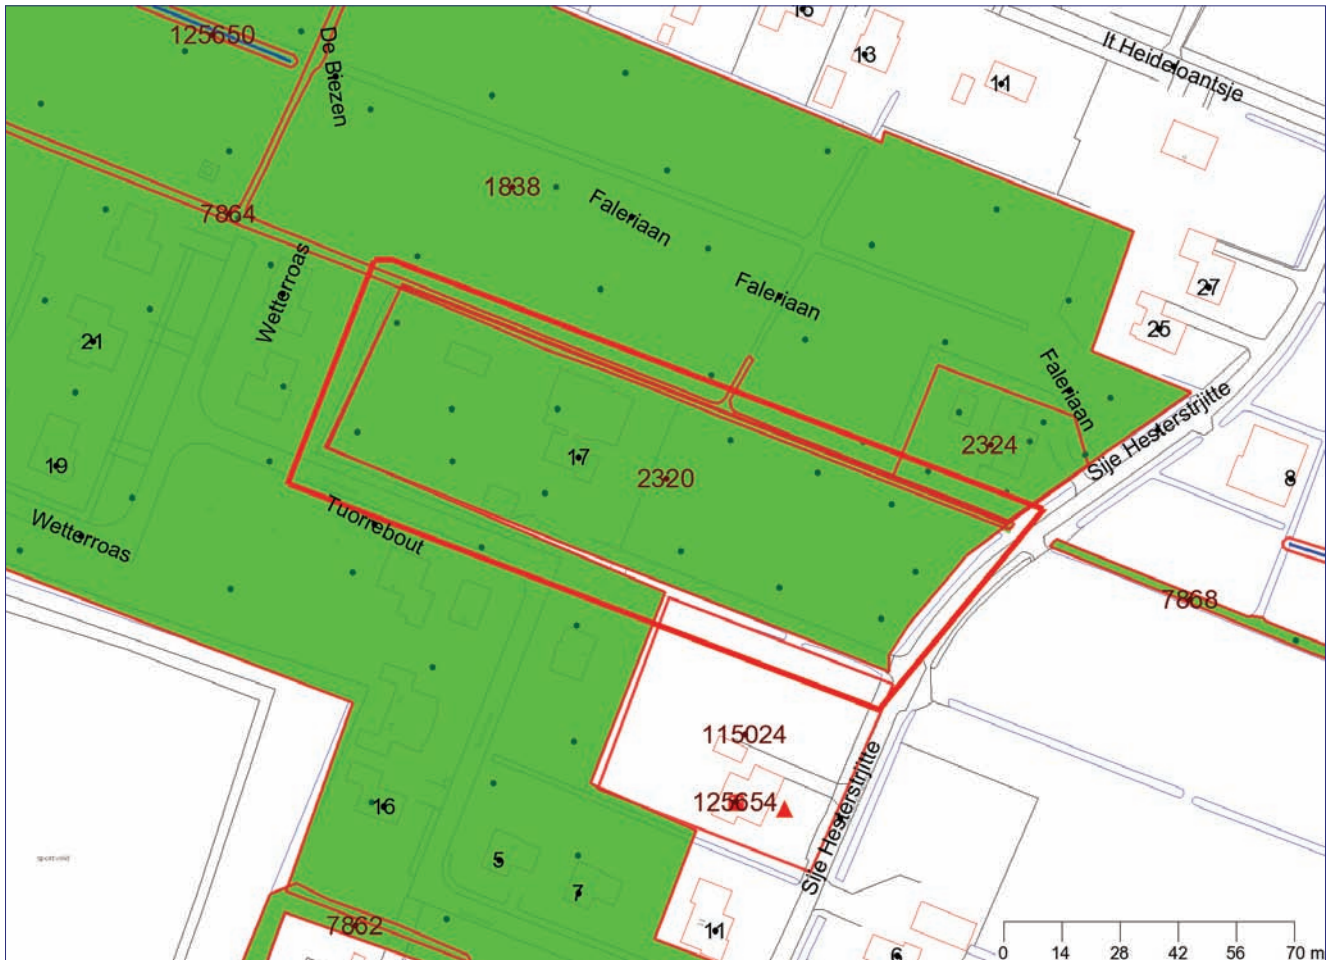 15
125650
De Biezen
13
It Heideloantsje
11
1838
Faleriaan
7864
Wetterroas
Faleriaan
27
25
21
Faleriaan
Sije Hesterstrjitte
2324
17
19
2320
8
Tuorrebout
Wetterroas
7868
115024
125654
Sije Hesterstrjitte
16
5
7
11
7862
6
0 14 28 42 56 70 m